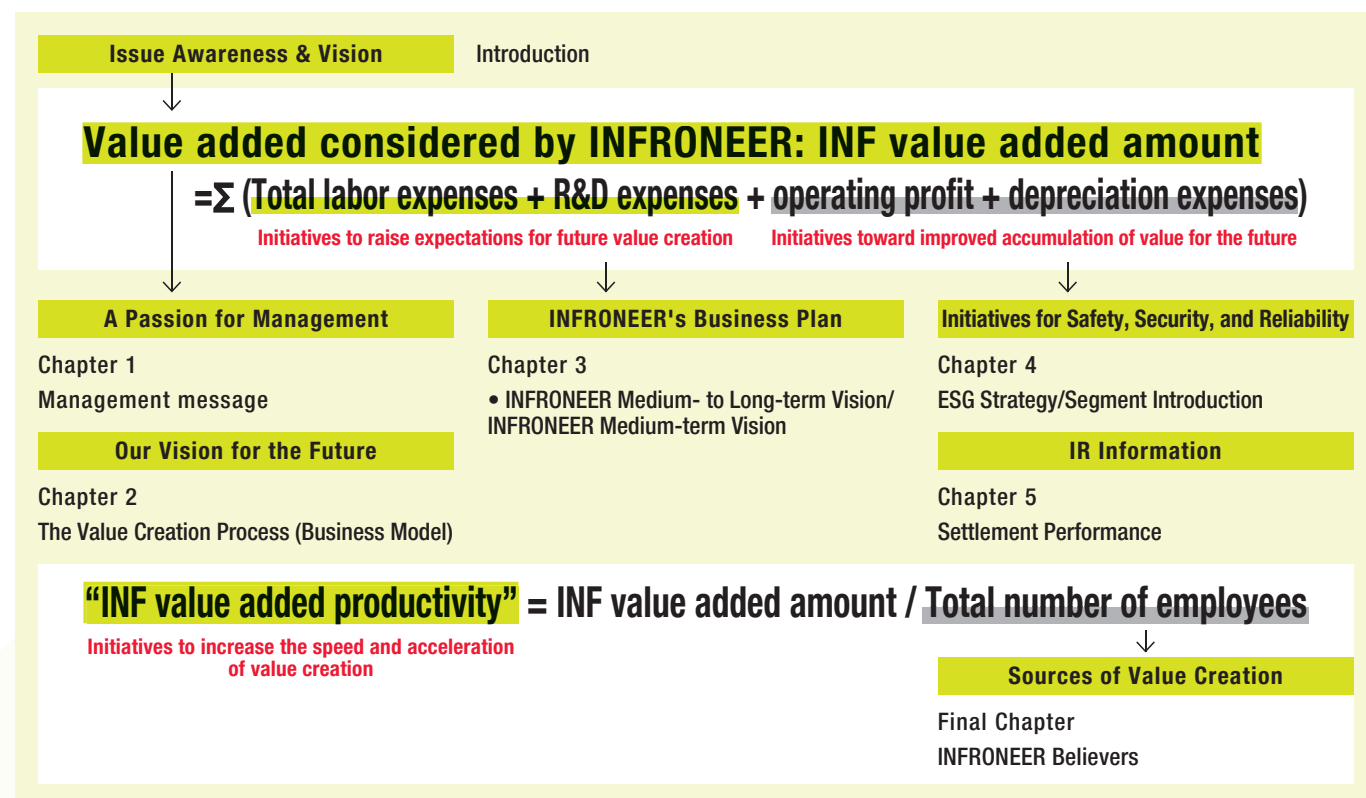 Issue Awareness & Vision
Introduction
Value added considered by INFRONEER: INF value added amount
=Σ (Total labor expenses + R&D expenses + operating profit + depreciation expenses)
Initiatives to raise expectations for future value creation
Initiatives toward improved accumulation of value for the future
A Passion for Management
Chapter 1
Management message
Our Vision for the Future
Chapter 2
The Value Creation Process (Business Model)
INFRONEER's Business Plan
Chapter 3
• INFRONEER Medium- to Long-term Vision/
INFRONEER Medium-term Vision
Initiatives for Safety, Security, and Reliability
Chapter 4
ESG Strategy/Segment Introduction
IR Information
Chapter 5
Settlement Performance
“INF value added productivity” = INF value added amount / Total number of employees
Initiatives to increase the speed and acceleration
of value creation
Sources of Value Creation
Final Chapter
INFRONEER Believers